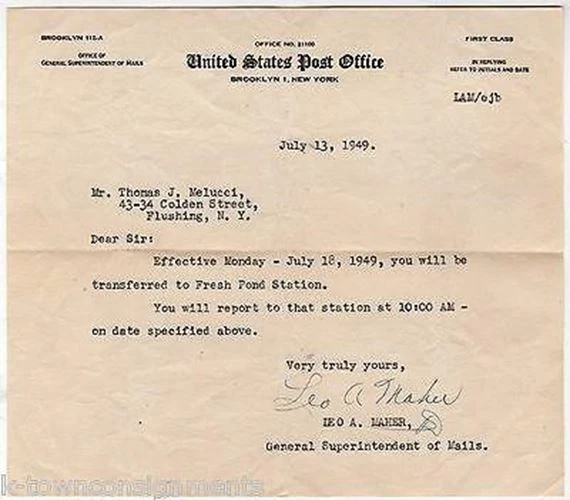 BROOKLYN 112-A
OFFICE NO. 21100
FIRST CLASS
OFFICE OF
GENERAL SUPERINTENDENT OF MAILS
United States Post Office
BROOKLYN 1, NEW YORK
IN REPLYING
REFER TO INITIALS AND DATE
LAM/ejb
July 13, 1949.
Mr. Thomas J. Melucci,
43-34 Colden Street,
Flushing, N. Y.
Dear Sir:
Effective Monday - July 18, 1949, you will be
transferred to Fresh Pond Station.
You will report to that station at 10:00 AM -
on date specified above.
Very truly yours,
Leo A Maher
LEO A. MAHER,
General Superintendent of Mails.
k-townconsignments